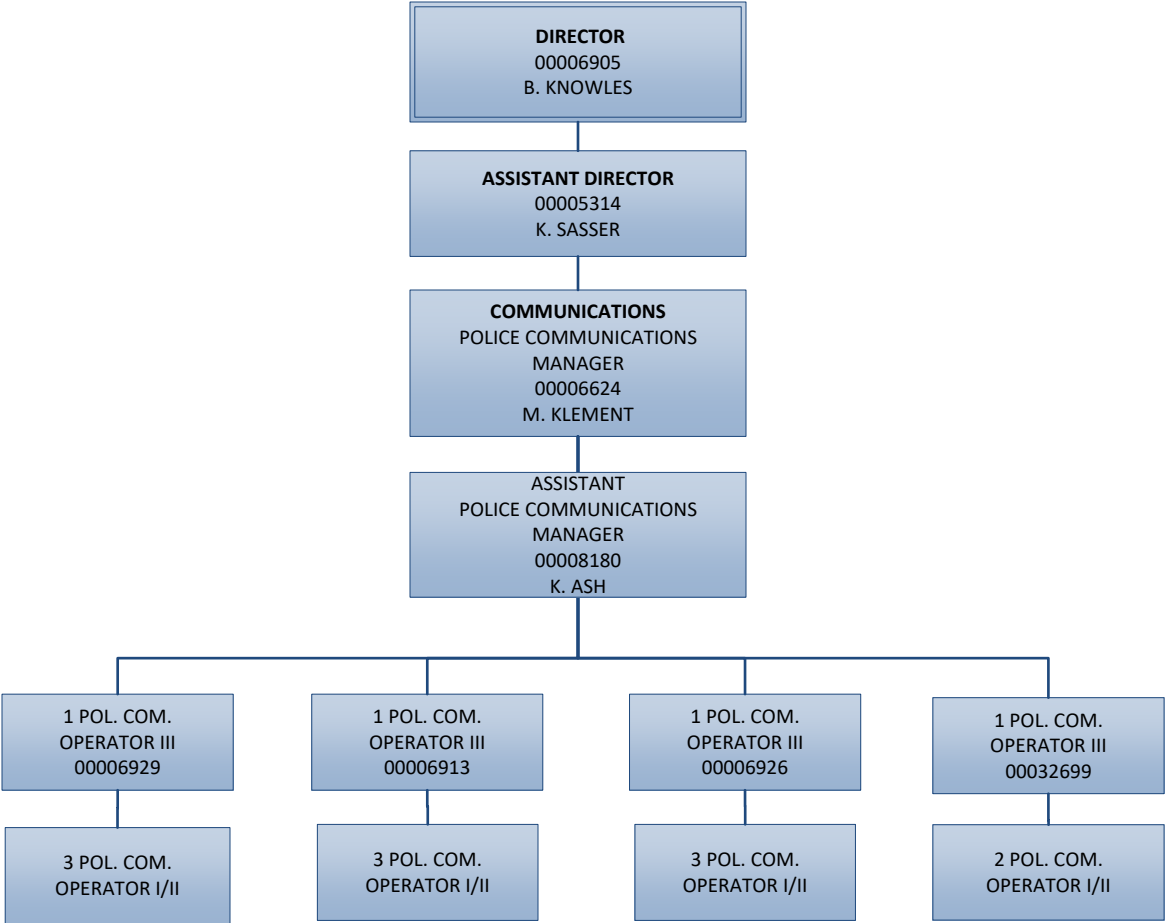 DIRECTOR
00006905
B. KNOWLES
ASSISTANT DIRECTOR
00005314
K. SASSER
COMMUNICATIONS
POLICE COMMUNICATIONS
MANAGER
00006624
M. KLEMENT
ASSISTANT
POLICE COMMUNICATIONS
MANAGER
00008180
K. ASH
1 POL. COM.
OPERATOR III
00006929
1 POL. COM.
OPERATOR III
00006913
1 POL. COM.
OPERATOR III
00006926
1 POL. COM.
OPERATOR III
00032699
3 POL. COM.
OPERATOR I/II
3 POL. COM.
OPERATOR I/II
3 POL. COM.
OPERATOR I/II
2 POL. COM.
OPERATOR I/II